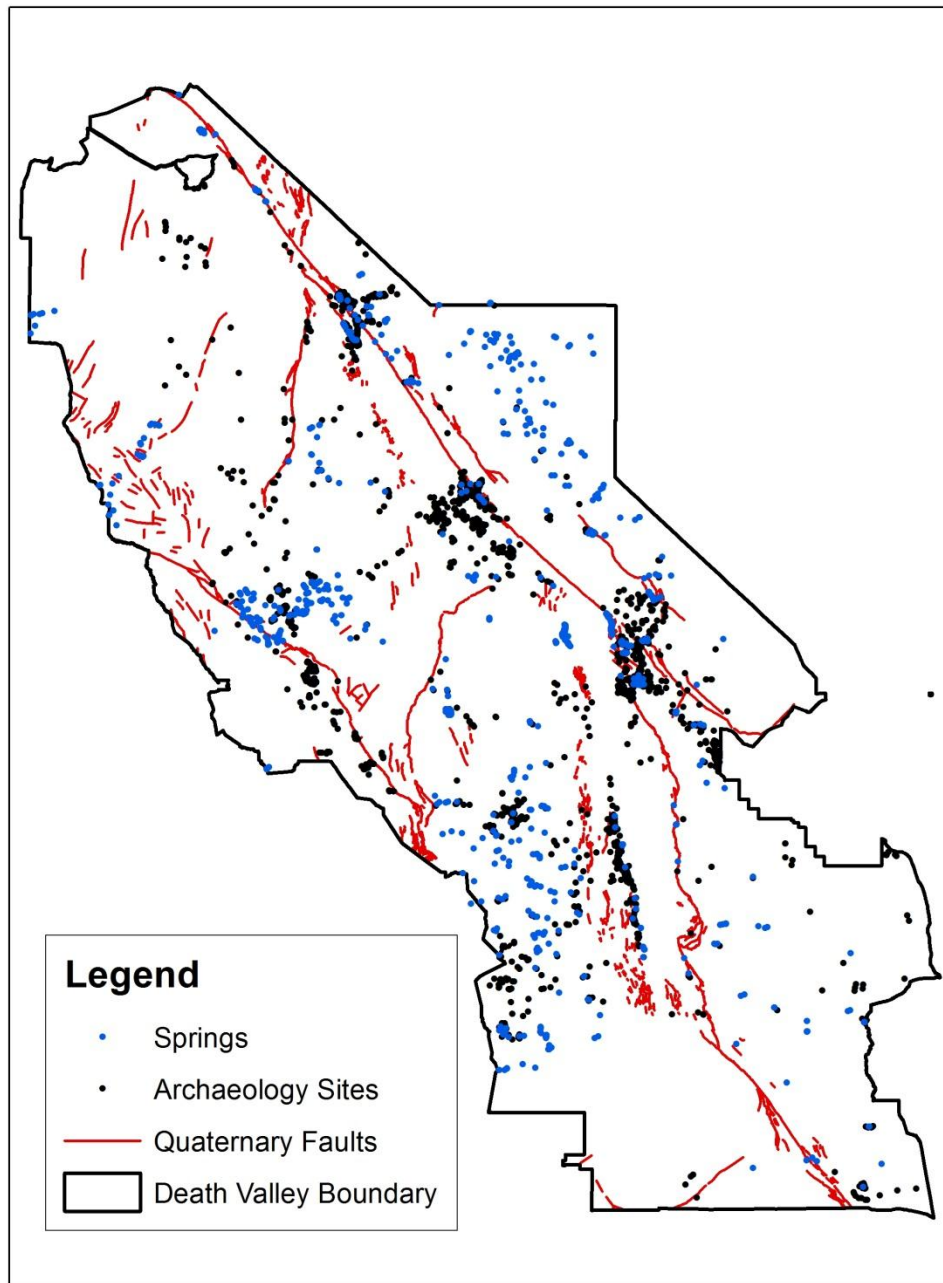 Legend
Springs
Archaeology Sites
Quaternary Faults
Death Valley Boundary